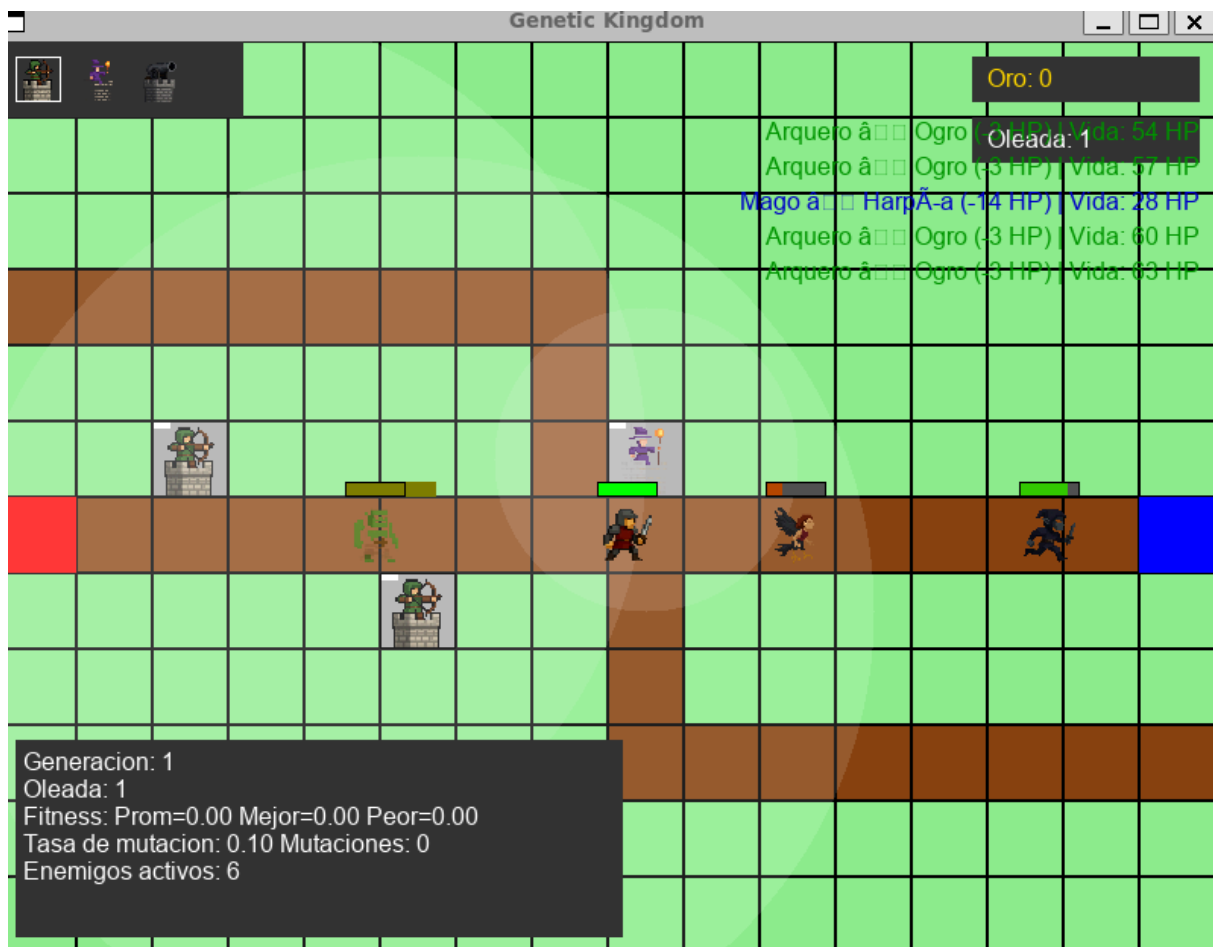 Genetic Kingdom
Oro: 0
Oleada: 1
Arquero â□□ Ogro (-3 HP) | Vida: 54 HP
Arquero â□□ Ogro (-3 HP) | Vida: 57 HP
Mago â□□ HarpÃ-a (-14 HP) | Vida: 28 HP
Arquero â□□ Ogro (-3 HP) | Vida: 60 HP
Arquero â□□ Ogro (-3 HP) | Vida: 63 HP
Generacion: 1
Oleada: 1
Fitness: Prom=0.00 Mejor=0.00 Peor=0.00
Tasa de mutacion: 0.10 Mutaciones: 0
Enemigos activos: 6